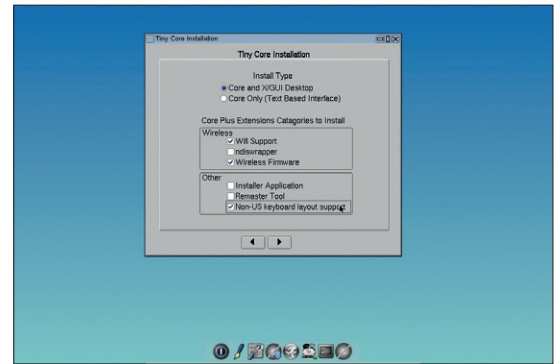 Tiny Core Installation
Tiny Core Installation
Install Type
Core and X/GUI Desktop
Core Only (Text Based Interface)
Core Plus Extensions Catagories to Install
Wireless
Wifi Support
ndiswrapper
Wireless Firmware
Other
Installer Application
Remaster Tool
Non-US keyboard layout support